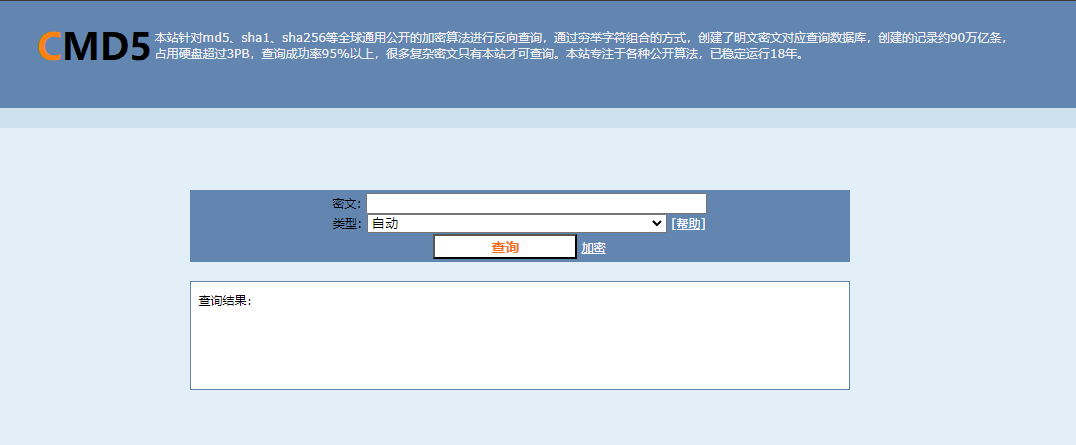 CMD5
本站针对md5、sha1、sha256等全球通用公开的加密算法进行反向查询，通过穷举字符组合的方式，创建了明文密文对应查询数据库，创建的记录约90万亿条，
占用硬盘超过3PB，查询成功率95%以上，很多复杂密文只有本站才可查询。本站专注于各种公开算法，已稳定运行18年。
密文:
类型: 自动 [帮助]
查询 加密
查询结果: